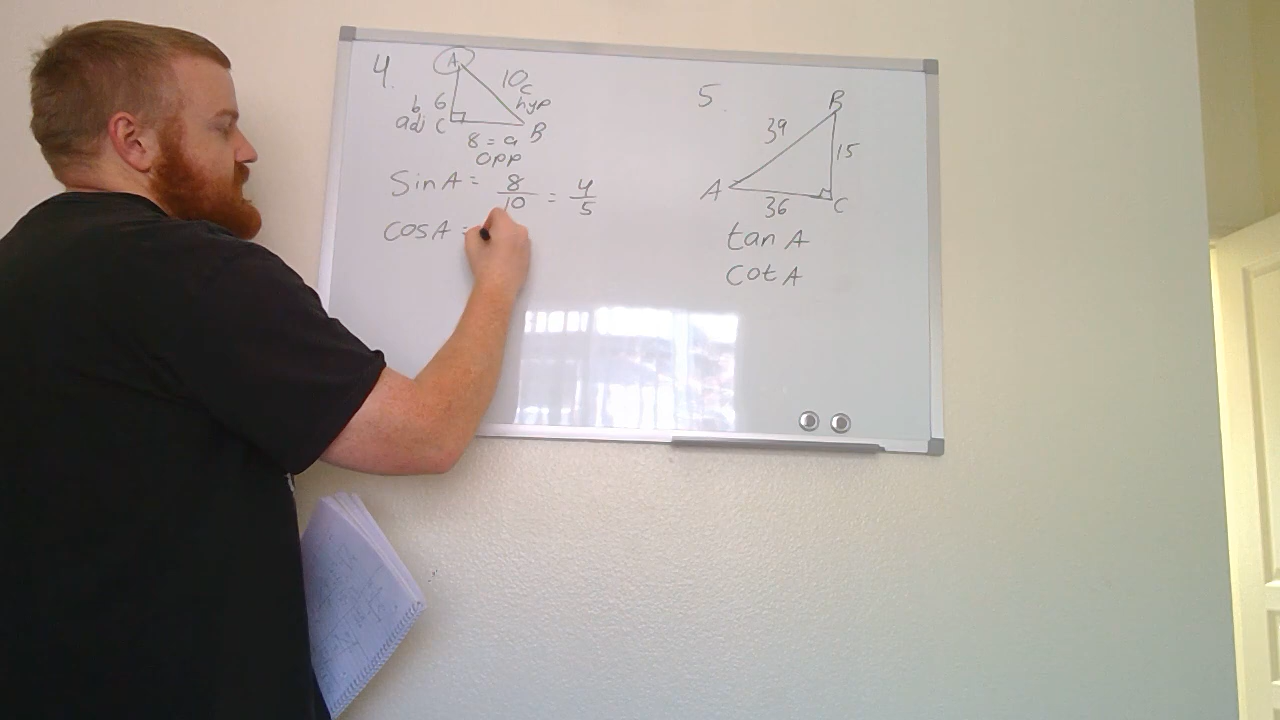 4.
A
10 c
hyp
b 6
adj C
B
8 = a
opp
Sin A = 8/10 = 4/5
Cos A =
5.
B
39
15
A
36
C
tan A
Cot A